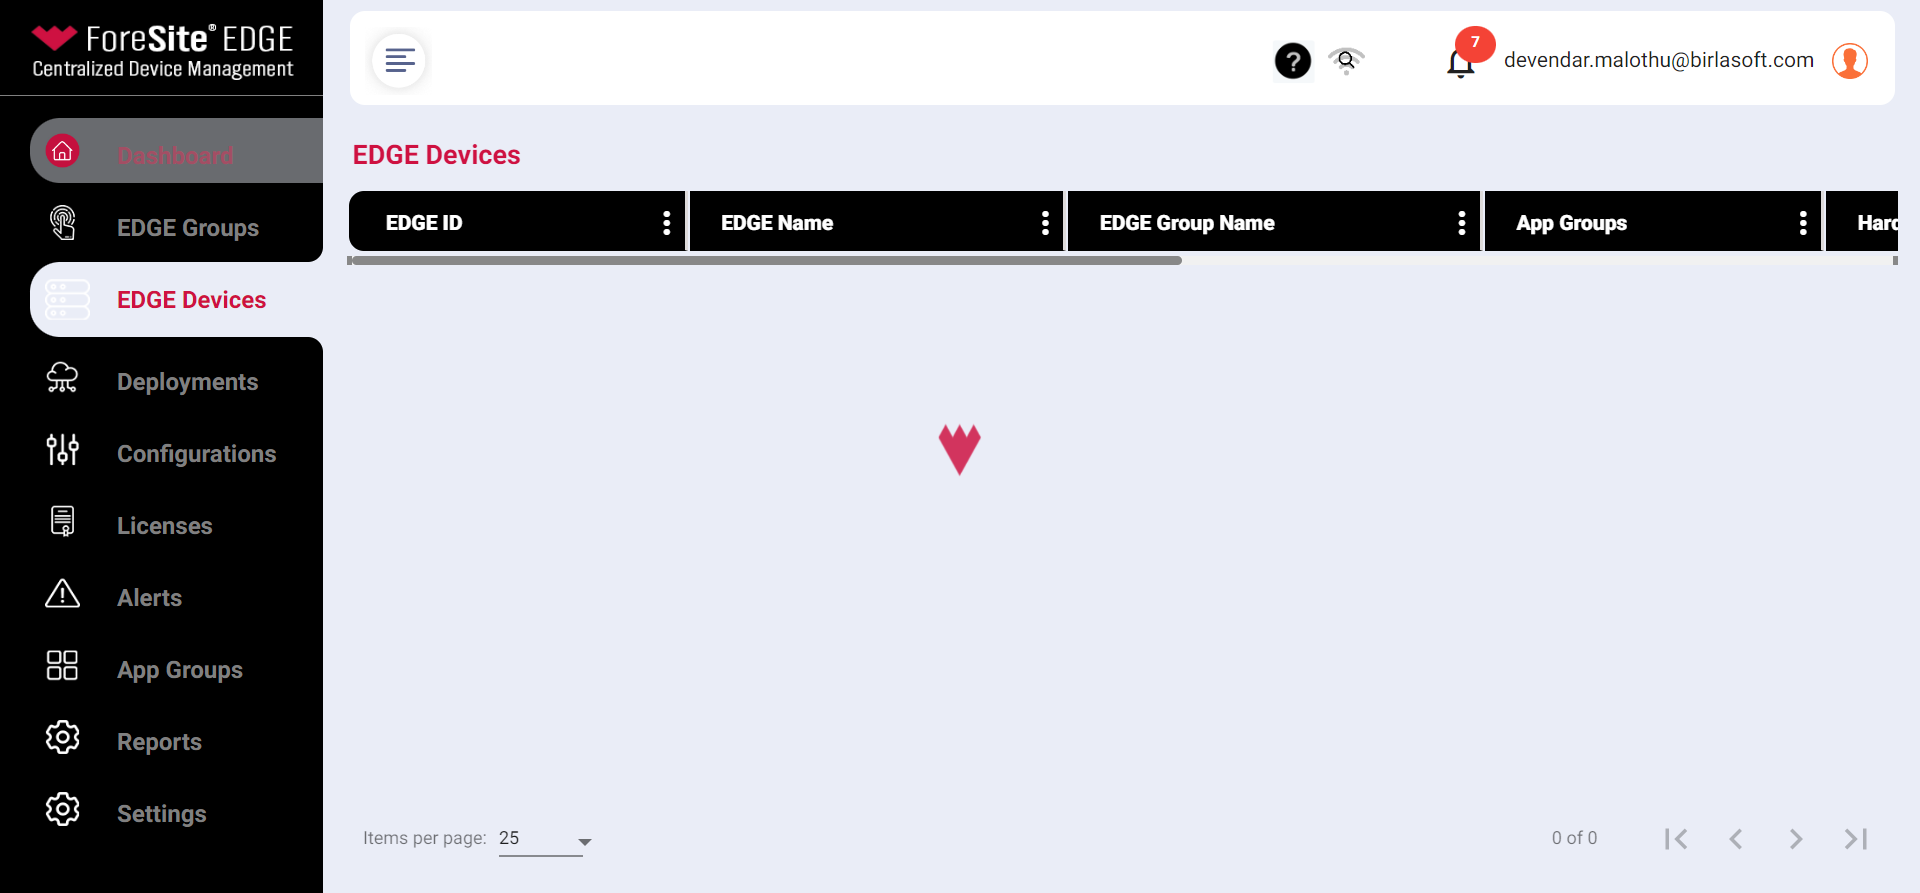 ForeSite® EDGE
Centralized Device Management
Dashboard
EDGE Groups
EDGE Devices
Deployments
Configurations
Licenses
Alerts
App Groups
Reports
Settings
?
7
devendar.malothu@birlasoft.com
EDGE Devices
EDGE ID
EDGE Name
EDGE Group Name
App Groups
Hard
Items per page: 25
0 of 0